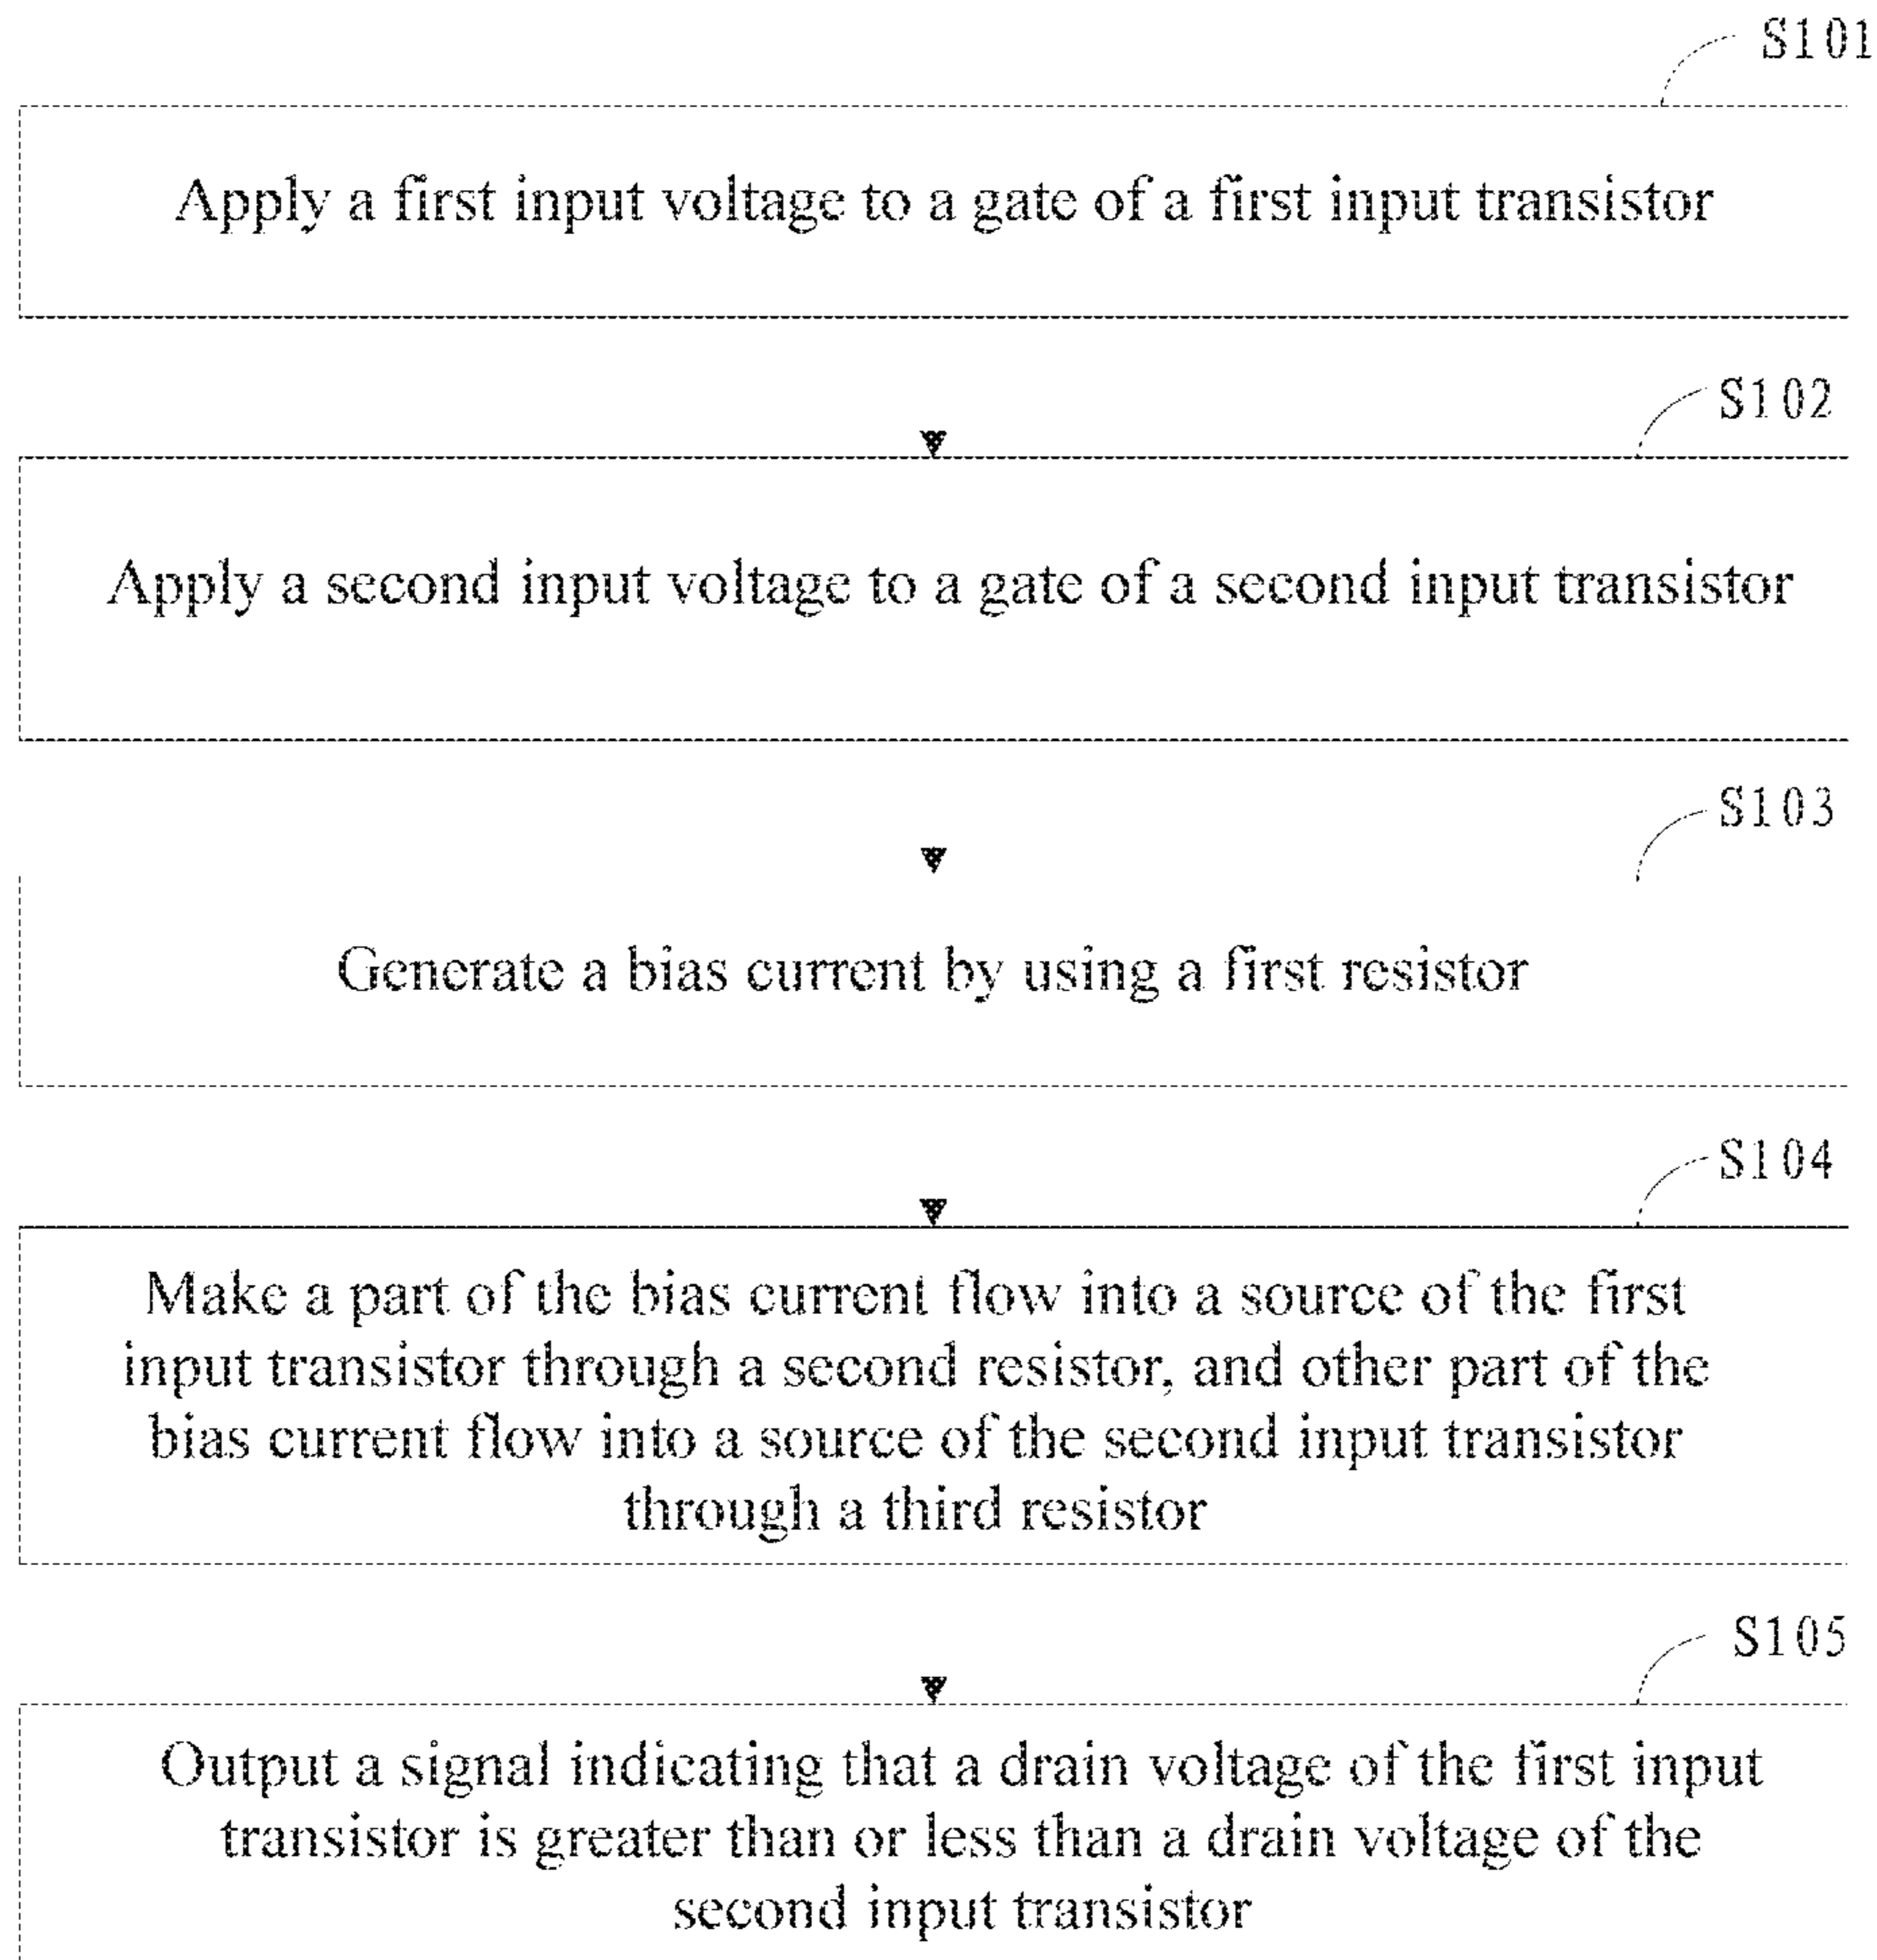 S101
Apply a first input voltage to a gate of a first input transistor
S102
Apply a second input voltage to a gate of a second input transistor
S103
Generate a bias current by using a first resistor
S104
Make a part of the bias current flow into a source of the first
input transistor through a second resistor, and other part of the
bias current flow into a source of the second input transistor
through a third resistor
S105
Output a signal indicating that a drain voltage of the first input
transistor is greater than or less than a drain voltage of the
second input transistor